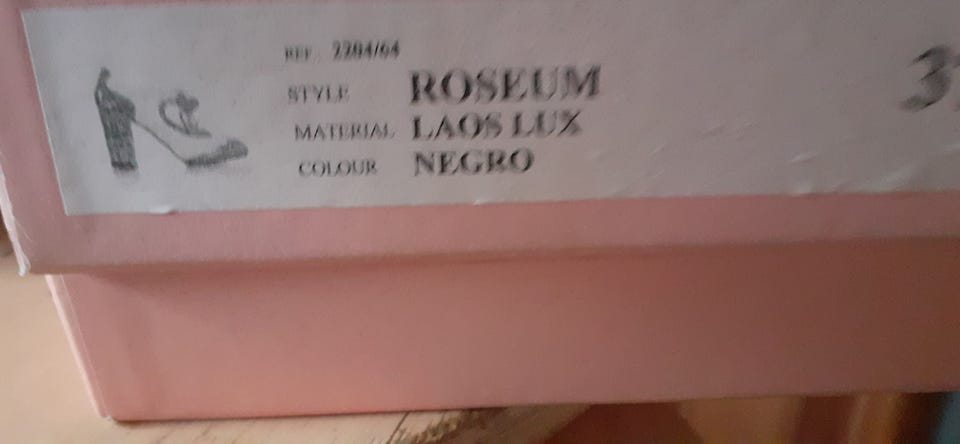 REF. 2204/64
STYLE ROSEUM
MATERIAL LAOS LUX
COLOUR NEGRO